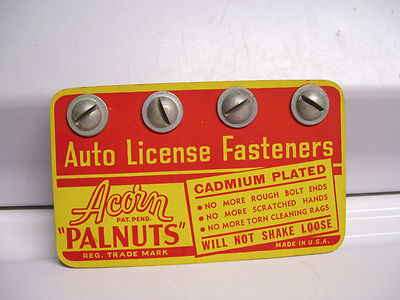 Auto License Fasteners
Acorn
PAT. PEND.
"PALNUTS"
REG. TRADE MARK
CADMIUM PLATED
• NO MORE ROUGH BOLT ENDS
• NO MORE SCRATCHED HANDS
• NO MORE TORN CLEANING RAGS
WILL NOT SHAKE LOOSE
MADE IN U.S.A.